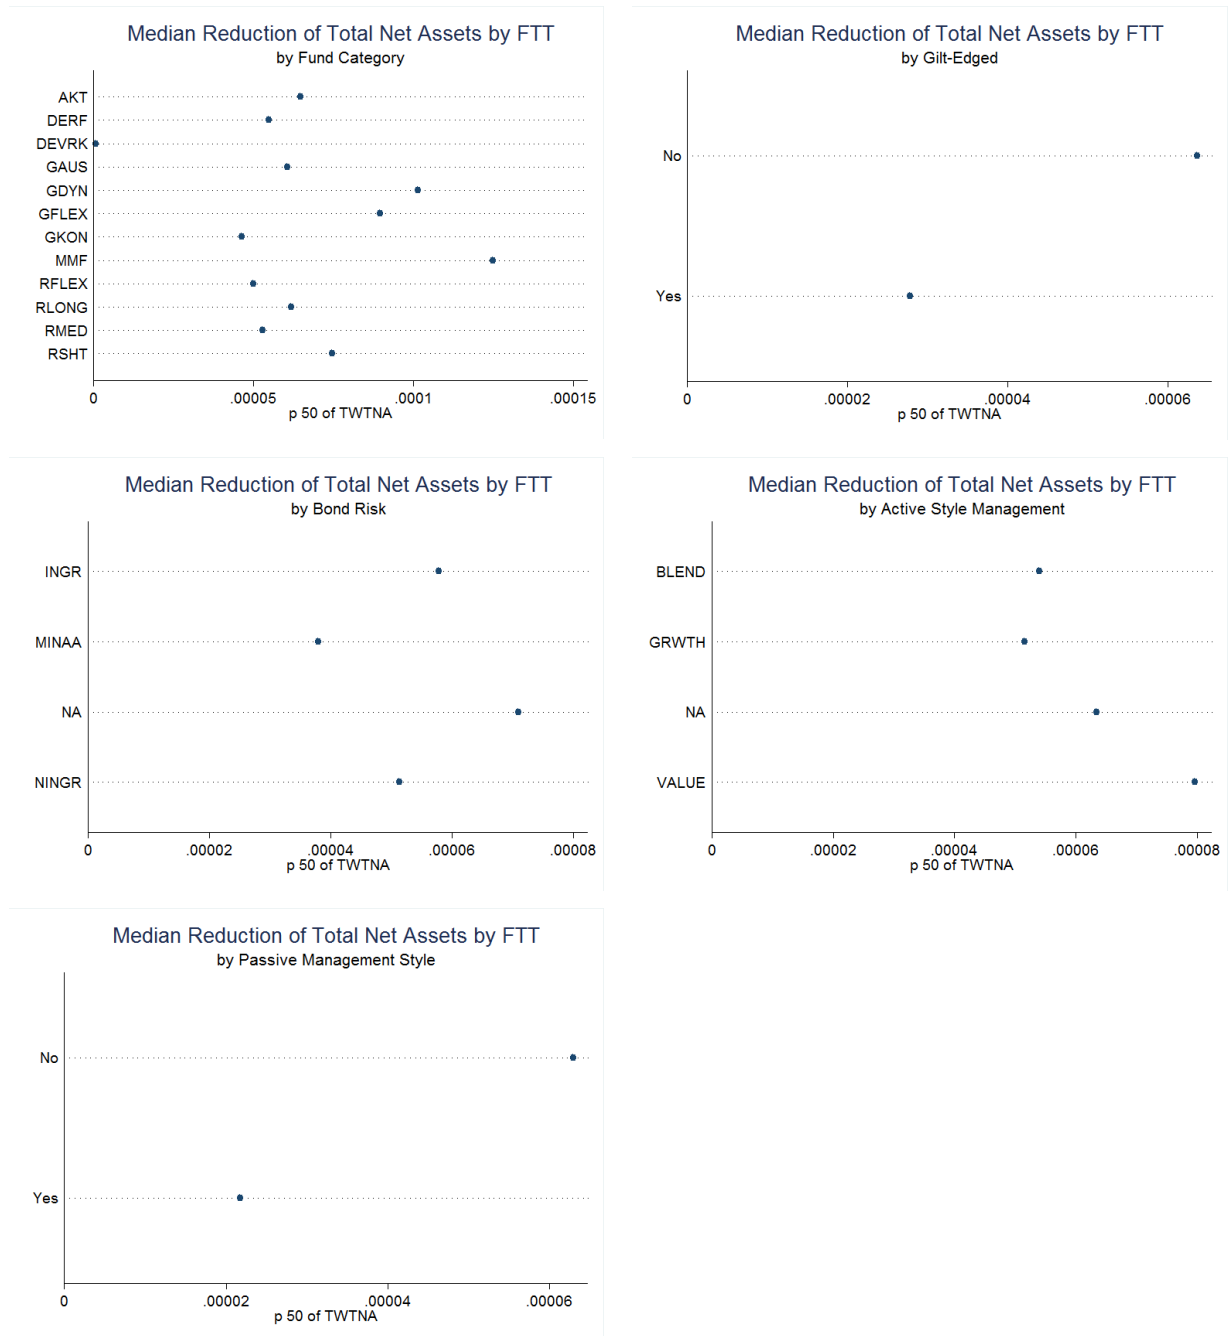 Median Reduction of Total Net Assets by FTT
by Fund Category
AKT
DERF
DEVRK
GAUS
GDYN
GFLEX
GKON
MMF
RFLEX
RLONG
RMED
RSHT
0 .00005 .0001 .00015
p 50 of TWTNA
Median Reduction of Total Net Assets by FTT
by Gilt-Edged
No
Yes
0 .00002 .00004 .00006
p 50 of TWTNA
Median Reduction of Total Net Assets by FTT
by Bond Risk
INGR
MINAA
NA
NINGR
0 .00002 .00004 .00006 .00008
p 50 of TWTNA
Median Reduction of Total Net Assets by FTT
by Active Style Management
BLEND
GRWTH
NA
VALUE
0 .00002 .00004 .00006 .00008
p 50 of TWTNA
Median Reduction of Total Net Assets by FTT
by Passive Management Style
No
Yes
0 .00002 .00004 .00006
p 50 of TWTNA